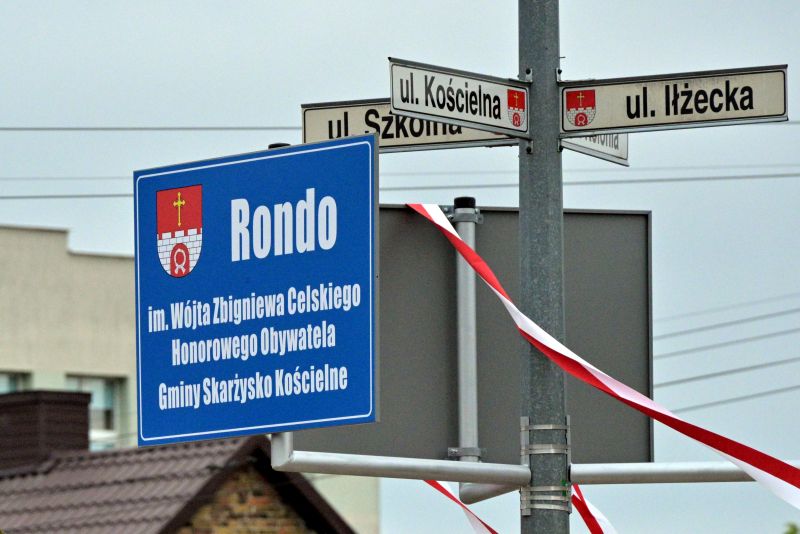 ul. Kościelna
ul. Iłżecka
ul. Szkolna
Rondo
im. Wójta Zbigniewa Celskiego
Honorowego Obywatela
Gminy Skarżysko Kościelne